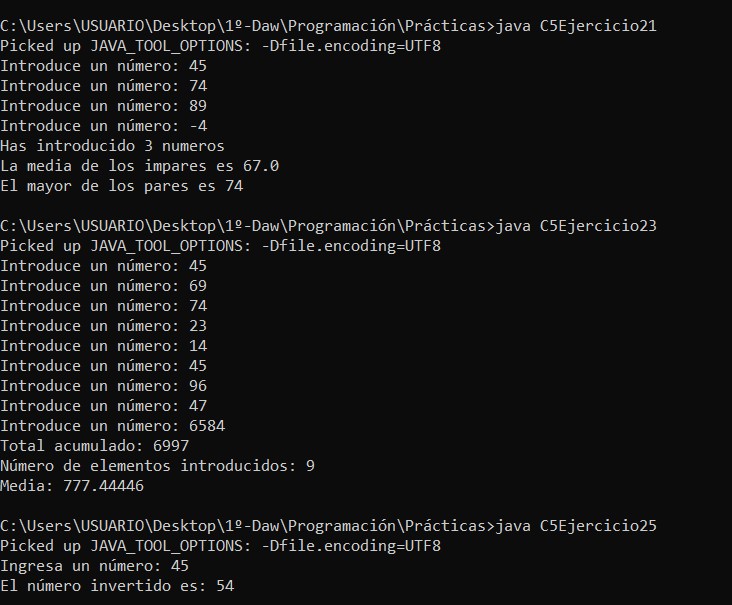 C:\Users\USUARIO\Desktop\1º-Daw\Programación\Prácticas>java C5Ejercicio21
Picked up JAVA_TOOL_OPTIONS: -Dfile.encoding=UTF8
Introduce un número: 45
Introduce un número: 74
Introduce un número: 89
Introduce un número: -4
Has introducido 3 numeros
La media de los impares es 67.0
El mayor de los pares es 74
C:\Users\USUARIO\Desktop\1º-Daw\Programación\Prácticas>java C5Ejercicio23
Picked up JAVA_TOOL_OPTIONS: -Dfile.encoding=UTF8
Introduce un número: 45
Introduce un número: 69
Introduce un número: 74
Introduce un número: 23
Introduce un número: 14
Introduce un número: 45
Introduce un número: 96
Introduce un número: 47
Introduce un número: 6584
Total acumulado: 6997
Número de elementos introducidos: 9
Media: 777.44446
C:\Users\USUARIO\Desktop\1º-Daw\Programación\Prácticas>java C5Ejercicio25
Picked up JAVA_TOOL_OPTIONS: -Dfile.encoding=UTF8
Ingresa un número: 45
El número invertido es: 54